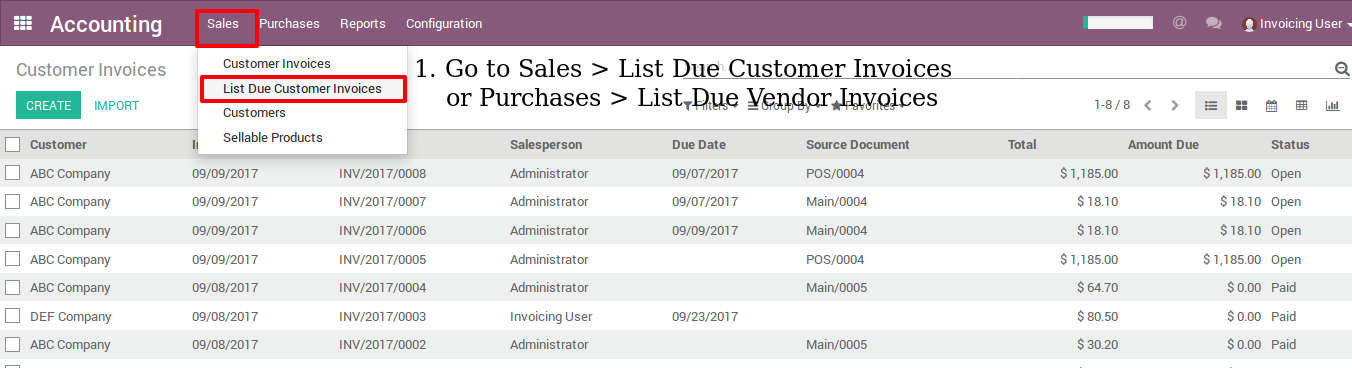 Accounting Sales Purchases Reports Configuration @ Invoicing User
Customer Invoices
Customer Invoices
List Due Customer Invoices
Customers
Sellable Products
1. Go to Sales > List Due Customer Invoices
or Purchases > List Due Vendor Invoices
CREATE IMPORT Filters Group By Favorites 1-8 / 8
Customer Salesperson Due Date Source Document Total Amount Due Status
ABC Company 09/09/2017 INV/2017/0008 Administrator 09/07/2017 POS/0004 $ 1,185.00 $ 1,185.00 Open
ABC Company 09/09/2017 INV/2017/0007 Administrator 09/07/2017 Main/0004 $ 18.10 $ 18.10 Open
ABC Company 09/09/2017 INV/2017/0006 Administrator 09/09/2017 Main/0004 $ 18.10 $ 18.10 Open
ABC Company 09/09/2017 INV/2017/0005 Administrator POS/0004 $ 1,185.00 $ 1,185.00 Open
ABC Company 09/08/2017 INV/2017/0004 Administrator Main/0005 $ 64.70 $ 0.00 Paid
DEF Company 09/08/2017 INV/2017/0003 Invoicing User 09/23/2017 $ 80.50 $ 0.00 Paid
ABC Company 09/08/2017 INV/2017/0002 Administrator Main/0005 $ 30.20 $ 0.00 Paid